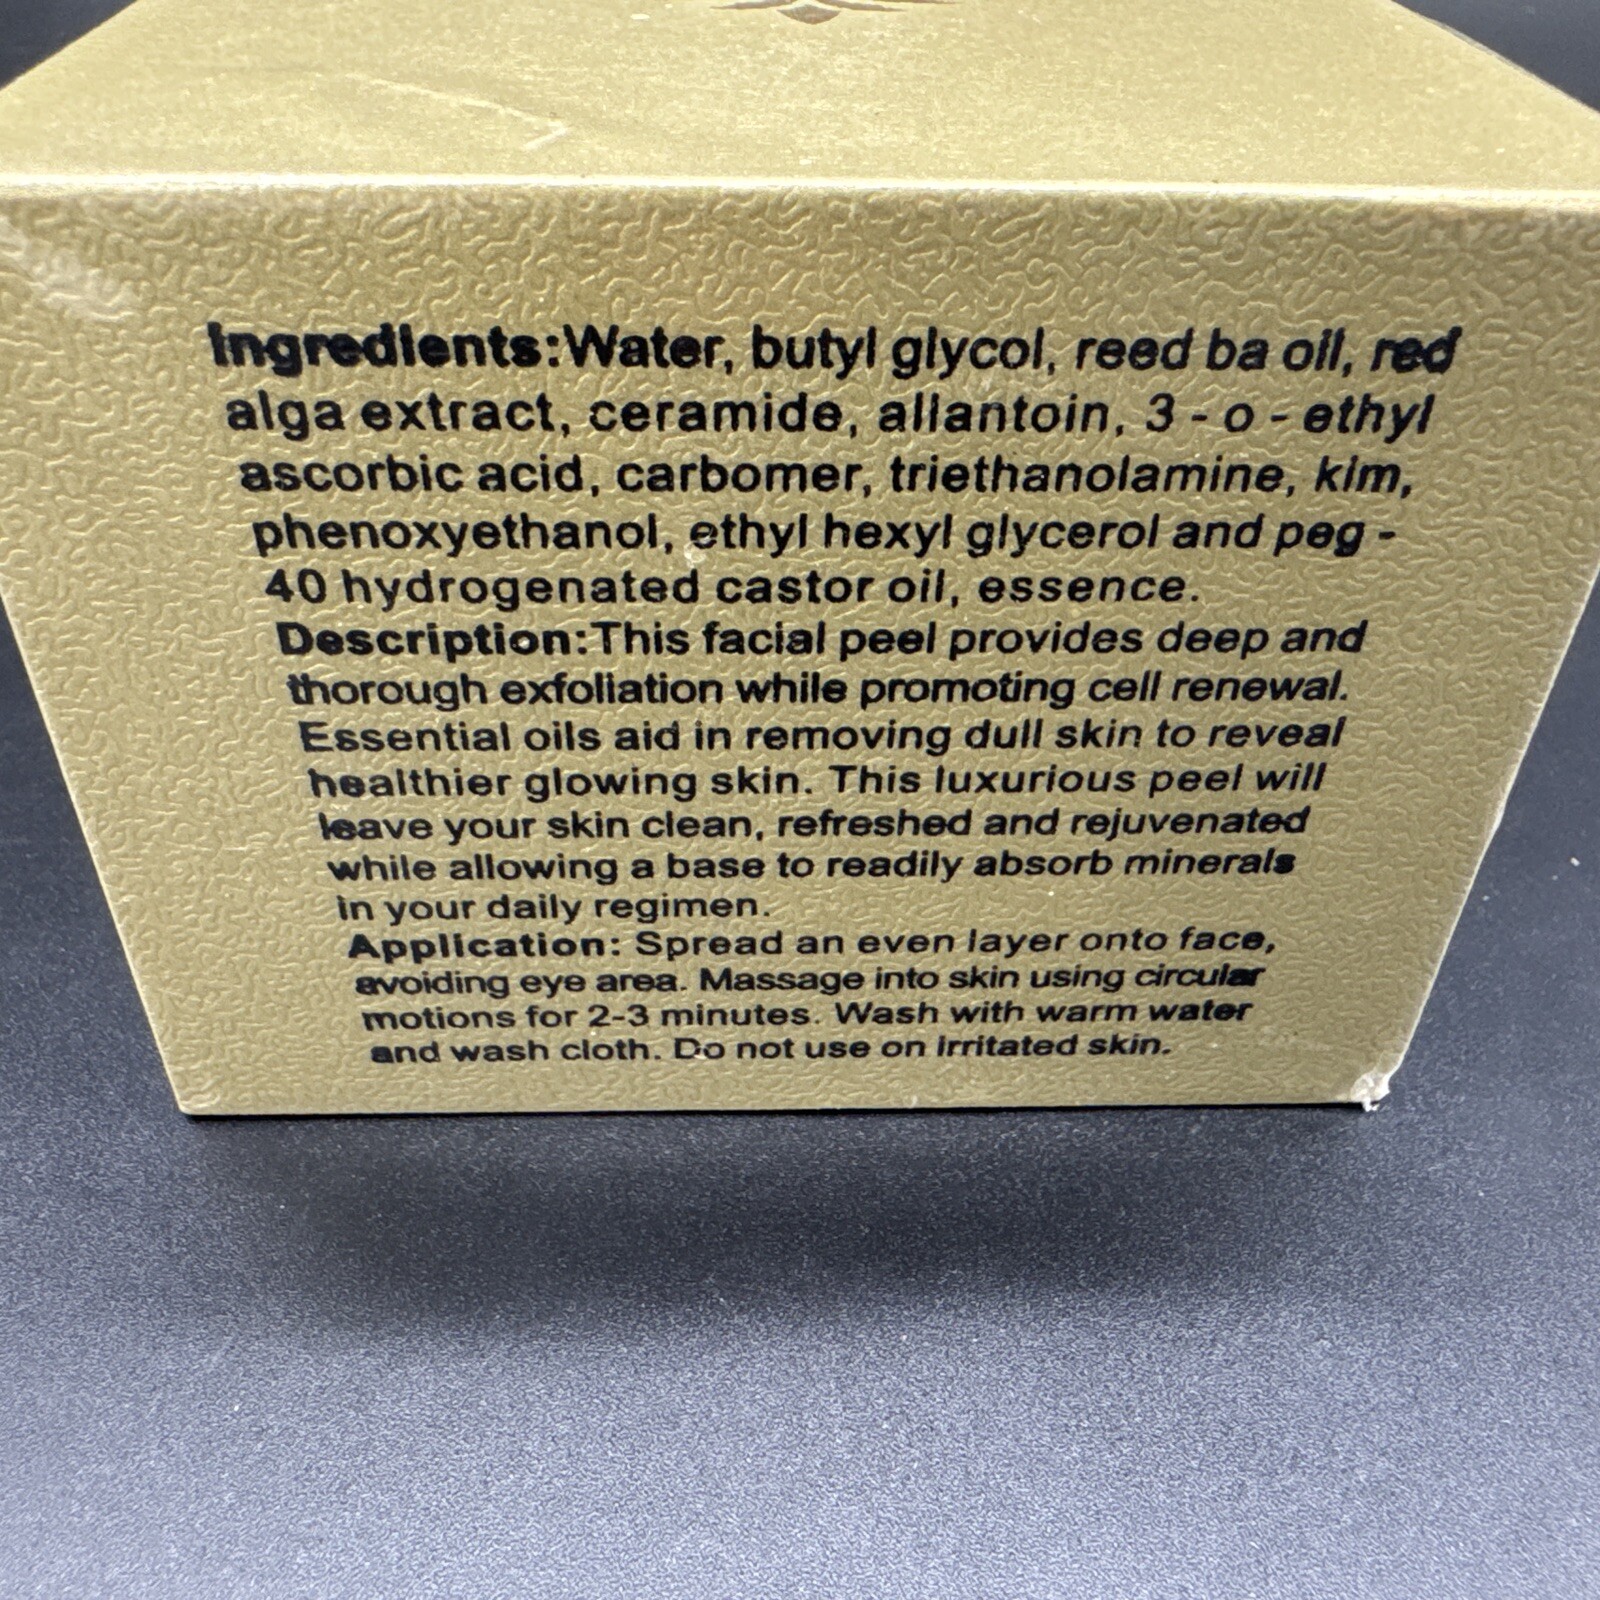 Ingredients:Water, butyl glycol, reed ba oil, red
alga extract, ceramide, allantoin, 3 - o - ethyl
ascorbic acid, carbomer, triethanolamine, kim,
phenoxyethanol, ethyl hexyl glycerol and peg -
40 hydrogenated castor oil, essence.
Description:This facial peel provides deep and
thorough exfoliation while promoting cell renewal.
Essential oils aid in removing dull skin to reveal
healthier glowing skin. This luxurious peel will
leave your skin clean, refreshed and rejuvenated
while allowing a base to readily absorb minerals
in your daily regimen.
Application: Spread an even layer onto face,
avoiding eye area. Massage into skin using circular
motions for 2-3 minutes. Wash with warm water
and wash cloth. Do not use on irritated skin.